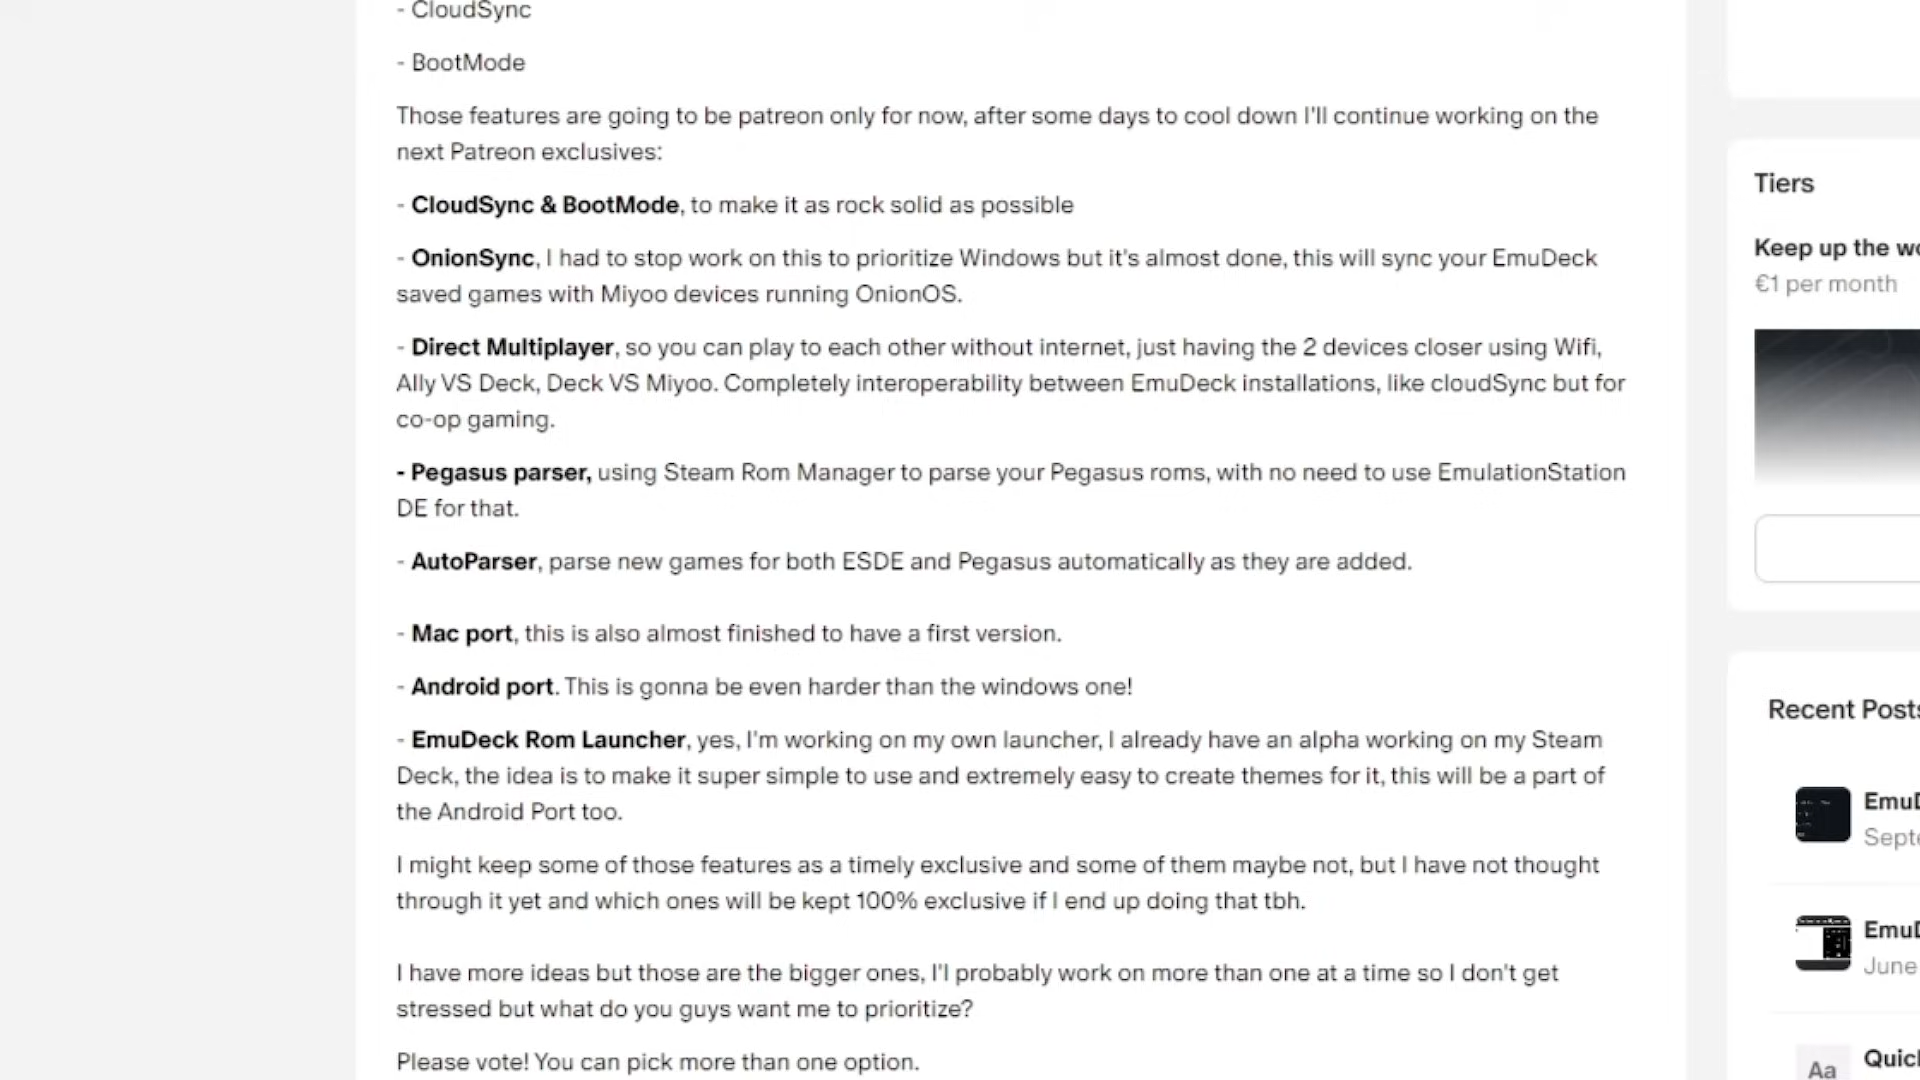 - CloudSync
- BootMode
Those features are going to be patreon only for now, after some days to cool down I'll continue working on the
next Patreon exclusives:
- CloudSync & BootMode, to make it as rock solid as possible
- OnionSync, I had to stop work on this to prioritize Windows but it's almost done, this will sync your EmuDeck
saved games with Miyoo devices running OnionOS.
- Direct Multiplayer, so you can play to each other without internet, just having the 2 devices closer using Wifi,
Ally VS Deck, Deck VS Miyoo. Completely interoperability between EmuDeck installations, like cloudSync but for
co-op gaming.
- Pegasus parser, using Steam Rom Manager to parse your Pegasus roms, with no need to use EmulationStation
DE for that.
- AutoParser, parse new games for both ESDE and Pegasus automatically as they are added.
- Mac port, this is also almost finished to have a first version.
- Android port. This is gonna be even harder than the windows one!
- EmuDeck Rom Launcher, yes, I'm working on my own launcher, I already have an alpha working on my Steam
Deck, the idea is to make it super simple to use and extremely easy to create themes for it, this will be a part of
the Android Port too.
I might keep some of those features as a timely exclusive and some of them maybe not, but I have not thought
through it yet and which ones will be kept 100% exclusive if I end up doing that tbh.
I have more ideas but those are the bigger ones, I'l probably work on more than one at a time so I don't get
stressed but what do you guys want me to prioritize?
Please vote! You can pick more than one option.
Tiers
Keep up the
€1 per month
Recent Posts
June
Aa